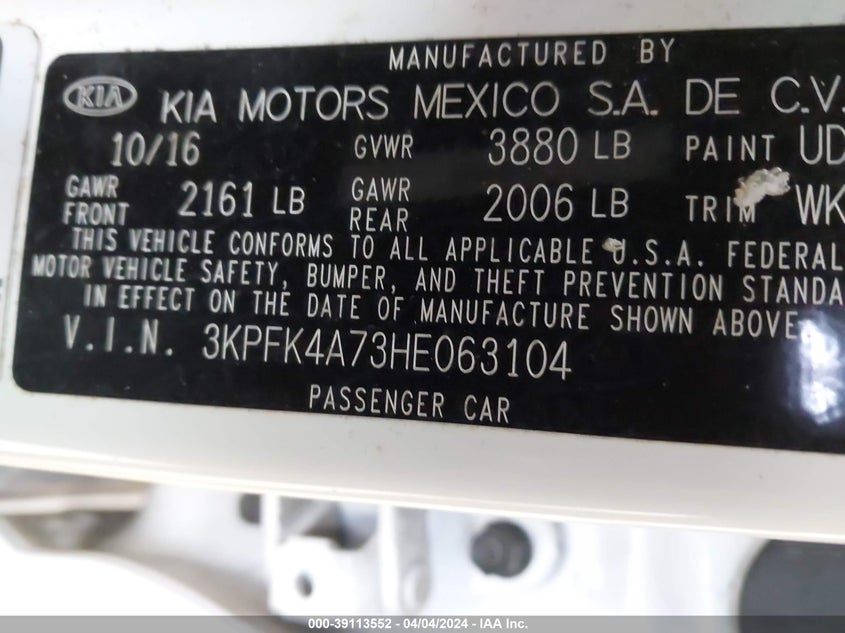 MANUFACTURED BY
KIA KIA MOTORS MEXICO S.A. DE C.V.
10/16 GVWR 3880 LB PAINT UD
GAWR FRONT 2161 LB GAWR REAR 2006 LB TRIM WK
THIS VEHICLE CONFORMS TO ALL APPLICABLE U.S.A. FEDERAL
MOTOR VEHICLE SAFETY, BUMPER, AND THEFT PREVENTION STANDA
IN EFFECT ON THE DATE OF MANUFACTURE SHOWN ABOVE.
V.I.N. 3KPFK4A73HE063104
PASSENGER CAR
000-39113552 - 04/04/2024 - IAA Inc.